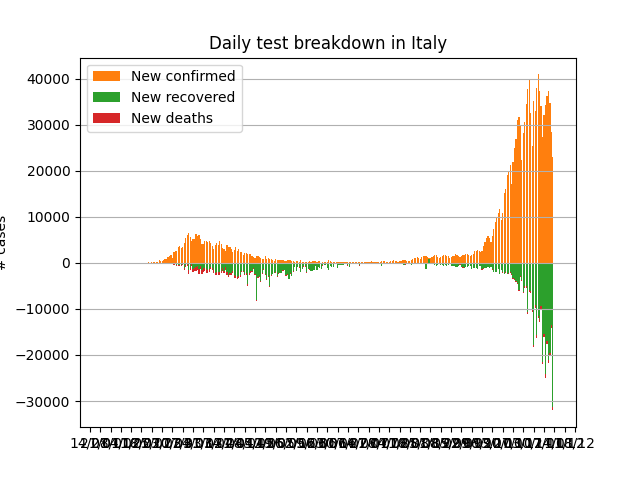 Daily test breakdown in Italy
New confirmed
New recovered
New deaths
# cases
40000
30000
20000
10000
0
−10000
−20000
−30000